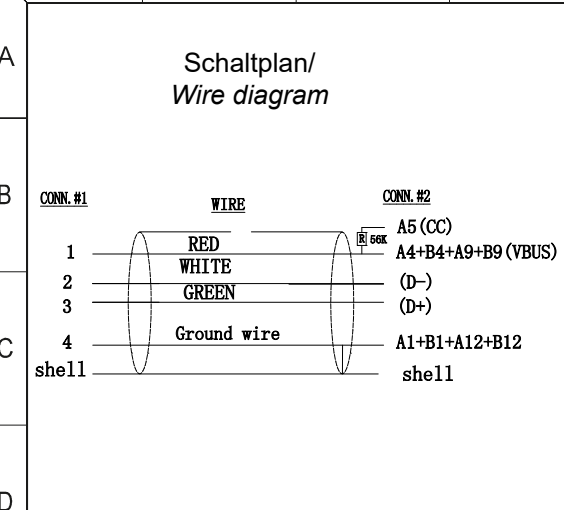 A
Schaltplan/
Wire diagram
B
CONN. #1
WIRE
CONN. #2
A5(CC)
R 56K
1
RED
A4+B4+A9+B9(VBUS)
WHITE
2
(D-)
GREEN
3
(D+)
C
4
Ground wire
A1+B1+A12+B12
shell
shell
D